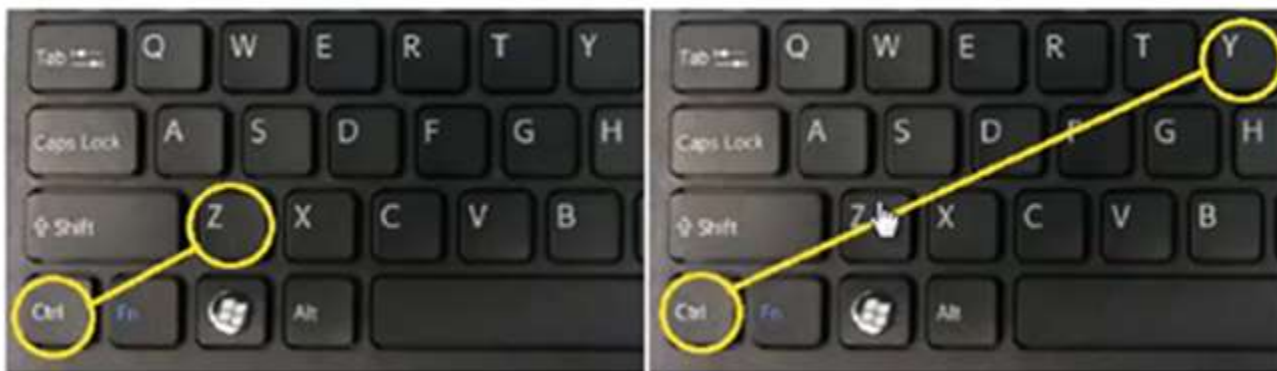 Tab Q W E R T Y
Caps Lock A S D F G H
Shift Z X C V B
Ctrl Fn Alt
Tab Q W E R T Y
Caps Lock A S D F G H
Shift Z X C V B
Ctrl Fn Alt